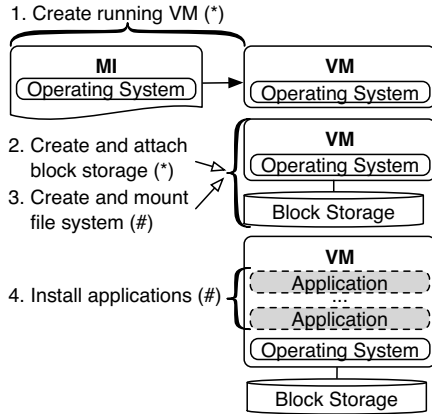 1. Create running VM (*)
MI
Operating System
VM
Operating System
2. Create and attach
block storage (*)
3. Create and mount
file system (#)
VM
Operating System
Block Storage
4. Install applications (#)
VM
Application
...
Application
Operating System
Block Storage